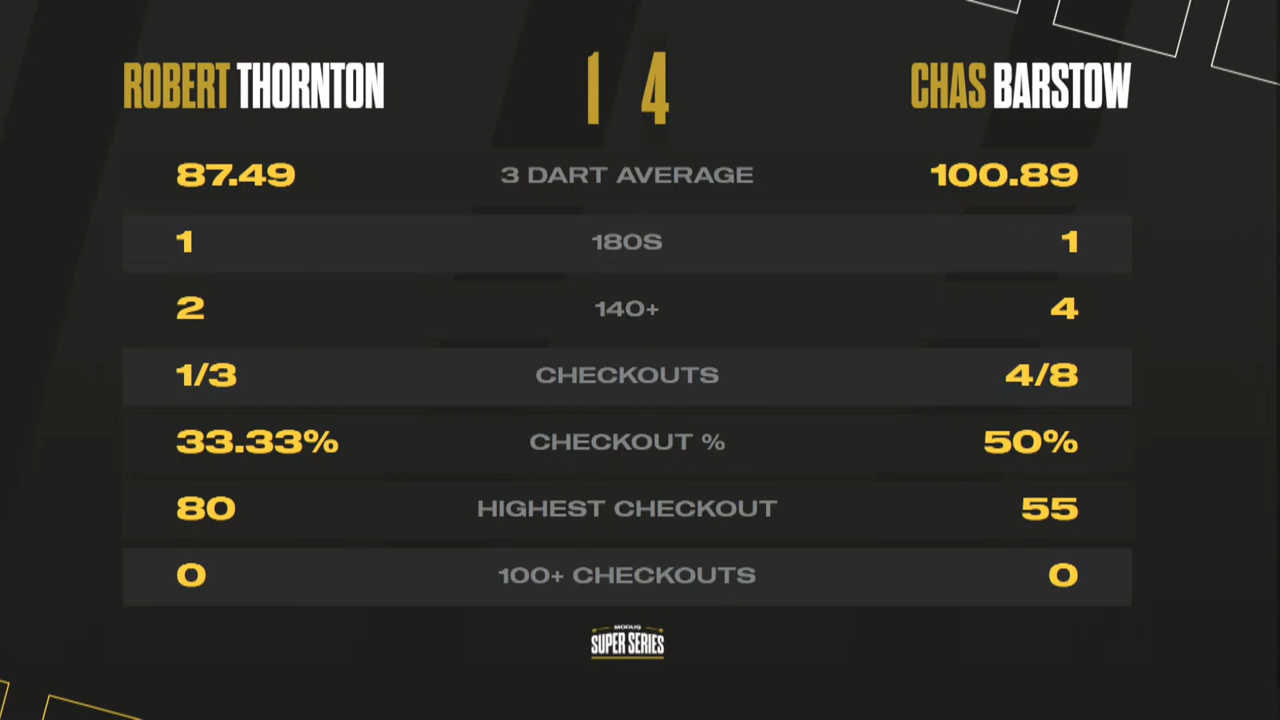 ROBERT THORNTON 1 4 CHAS BARSTOW
87.49 3 DART AVERAGE 100.89
1 180S 1
2 140+ 4
1/3 CHECKOUTS 4/8
33.33% CHECKOUT % 50%
80 HIGHEST CHECKOUT 55
0 100+ CHECKOUTS 0
MODUS
SUPER SERIES